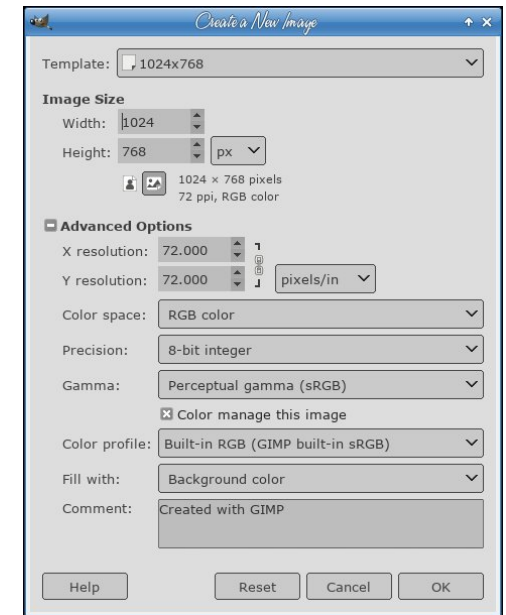 Create a New Image
Template: 1024x768
Image Size
Width: 1024
Height: 768 px
1024 × 768 pixels
72 ppi, RGB color
Advanced Options
X resolution: 72.000
Y resolution: 72.000 pixels/in
Color space: RGB color
Precision: 8-bit integer
Gamma: Perceptual gamma (sRGB)
Color manage this image
Color profile: Built-in RGB (GIMP built-in sRGB)
Fill with: Background color
Comment: Created with GIMP
Help Reset Cancel OK